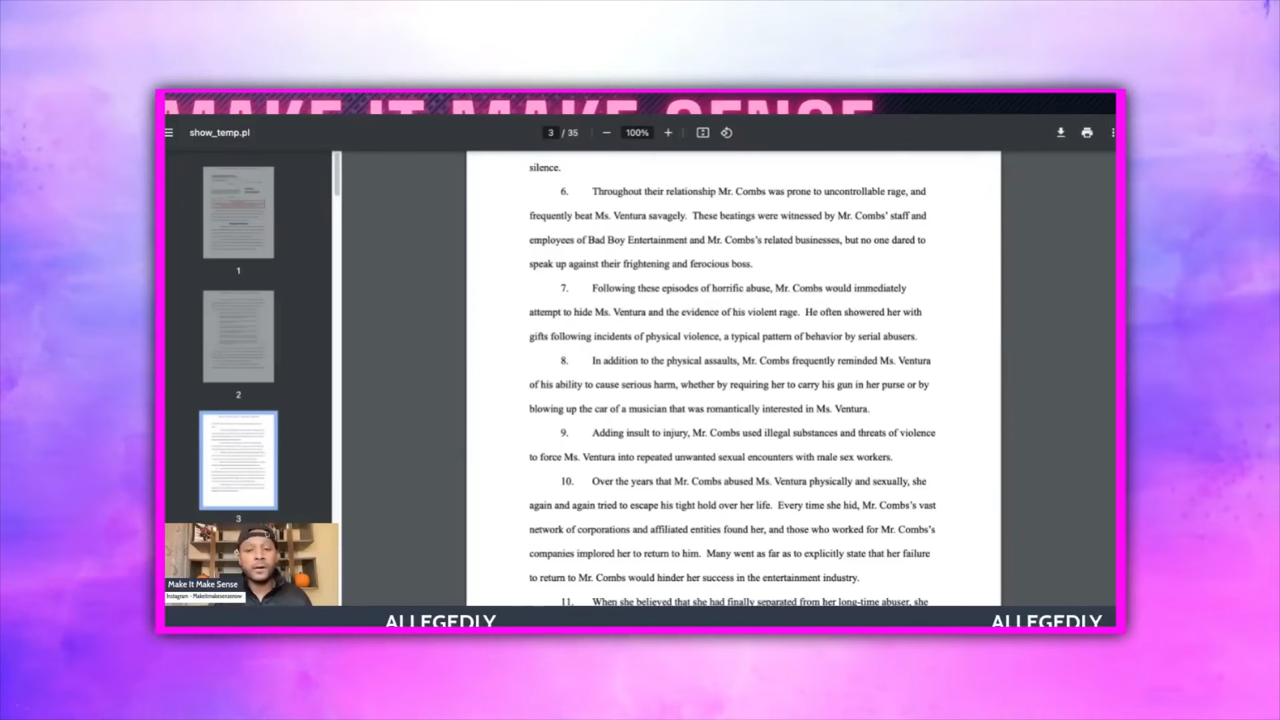 MAKE IT MAKE SENSE
show_temp.pl
3 / 35
100%
silence.
6. Throughout their relationship Mr. Combs was prone to uncontrollable rage, and
frequently beat Ms. Ventura savagely. These beatings were witnessed by Mr. Combs' staff and
employees of Bad Boy Entertainment and Mr. Combs's related businesses, but no one dared to
speak up against their frightening and ferocious boss.
7. Following these episodes of horrific abuse, Mr. Combs would immediately
attempt to hide Ms. Ventura and the evidence of his violent rage. He often showered her with
gifts following incidents of physical violence, a typical pattern of behavior by serial abusers.
8. In addition to the physical assaults, Mr. Combs frequently reminded Ms. Ventura
of his ability to cause serious harm, whether by requiring her to carry his gun in her purse or by
blowing up the car of a musician that was romantically interested in Ms. Ventura.
9. Adding insult to injury, Mr. Combs used illegal substances and threats of violence
to force Ms. Ventura into repeated unwanted sexual encounters with male sex workers.
10. Over the years that Mr. Combs abused Ms. Ventura physically and sexually, she
again and again tried to escape his tight hold over her life. Every time she hid, Mr. Combs's vast
network of corporations and affiliated entities found her, and those who worked for Mr. Combs's
companies implored her to return to him. Many went as far as to explicitly state that her failure
to return to Mr. Combs would hinder her success in the entertainment industry.
11. When she believed that she had finally separated from her long-time abuser, she
1
2
3
Make It Make Sense
Instagram - Makeitmakesensenow
ALLEGEDLY
ALLEGEDLY